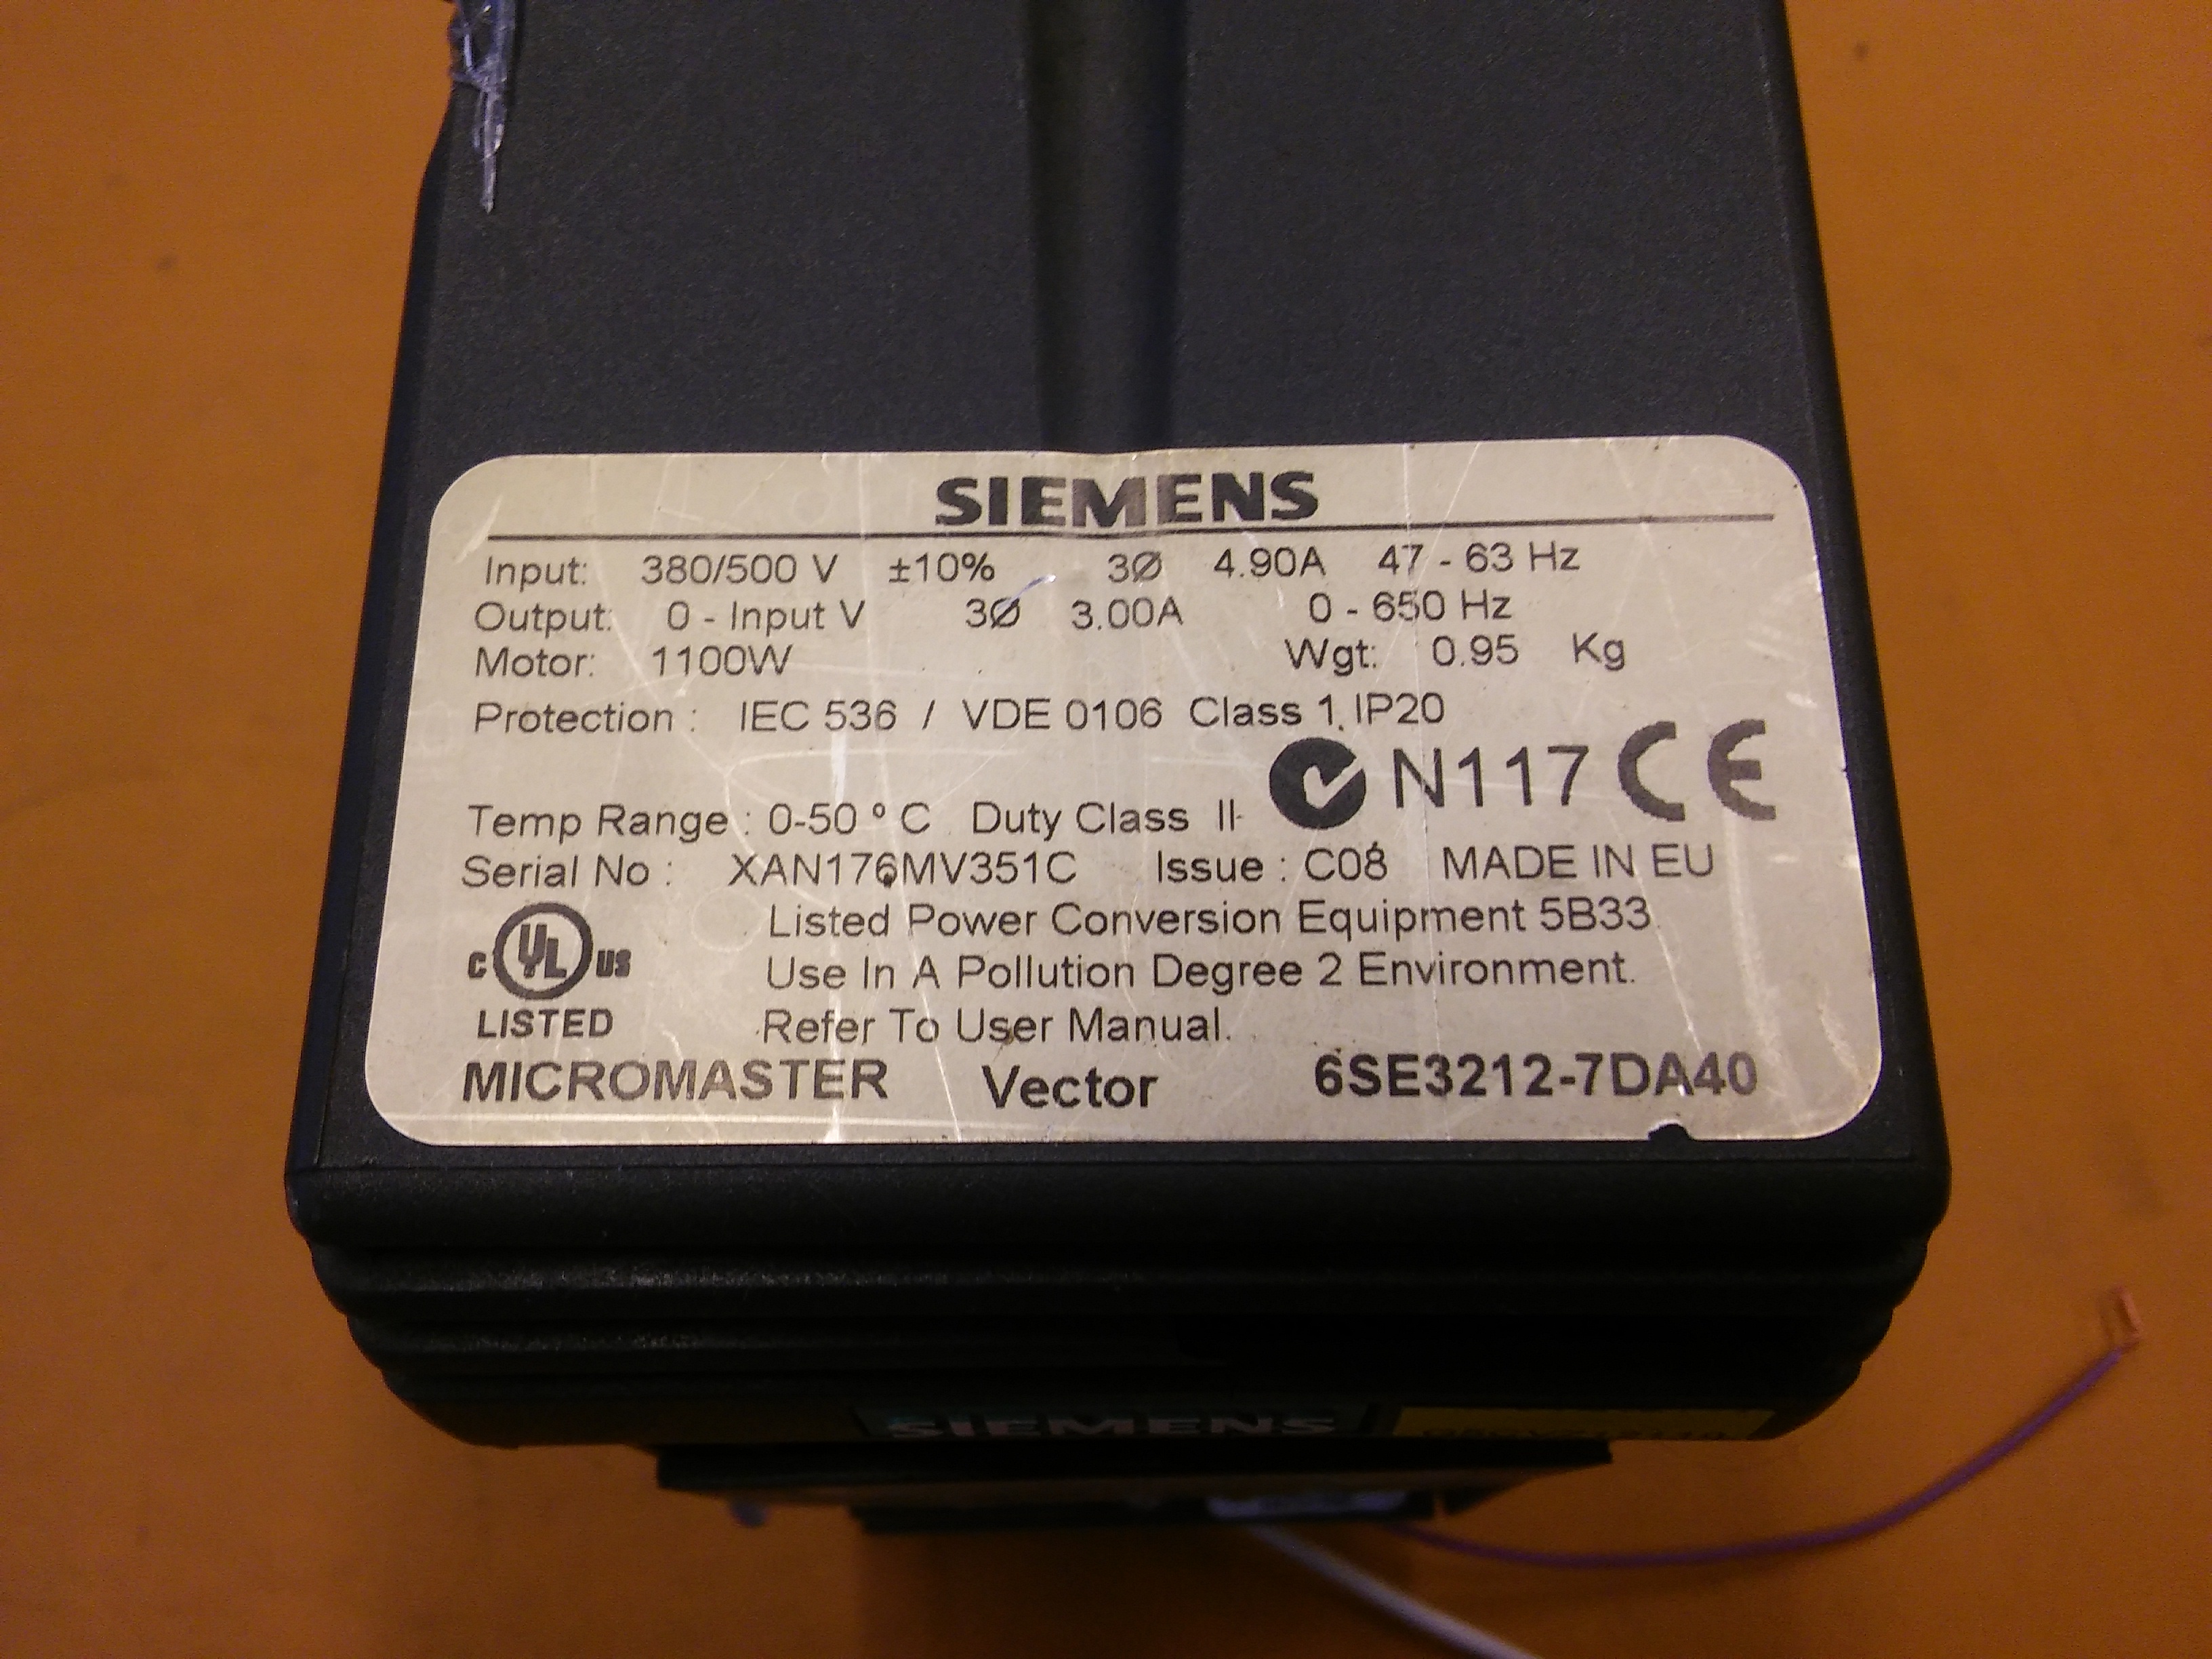 SIEMENS
Input: 380/500 V ±10% 3Ø 4.90A 47 - 63 Hz
Output: 0 - Input V 3Ø 3.00A 0 - 650 Hz
Motor: 1100W Wgt: 0.95 Kg
Protection : IEC 536 / VDE 0106 Class 1 IP20
N117 CE
Temp Range : 0-50 º C Duty Class II
Serial No : XAN176MV351C Issue : C08 MADE IN EU
Listed Power Conversion Equipment 5B33
C UL US
Use In A Pollution Degree 2 Environment.
LISTED Refer To User Manual.
MICROMASTER Vector 6SE3212-7DA40
SIEMENS